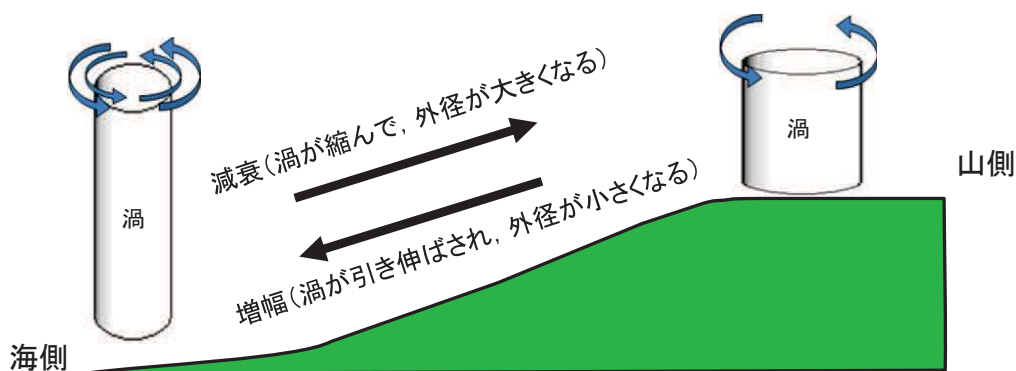 減衰(渦が縮んで, 外径が大きくなる)
渦
山側
渦
増幅(渦が引き伸ばされ, 外径が小さくなる)
海側